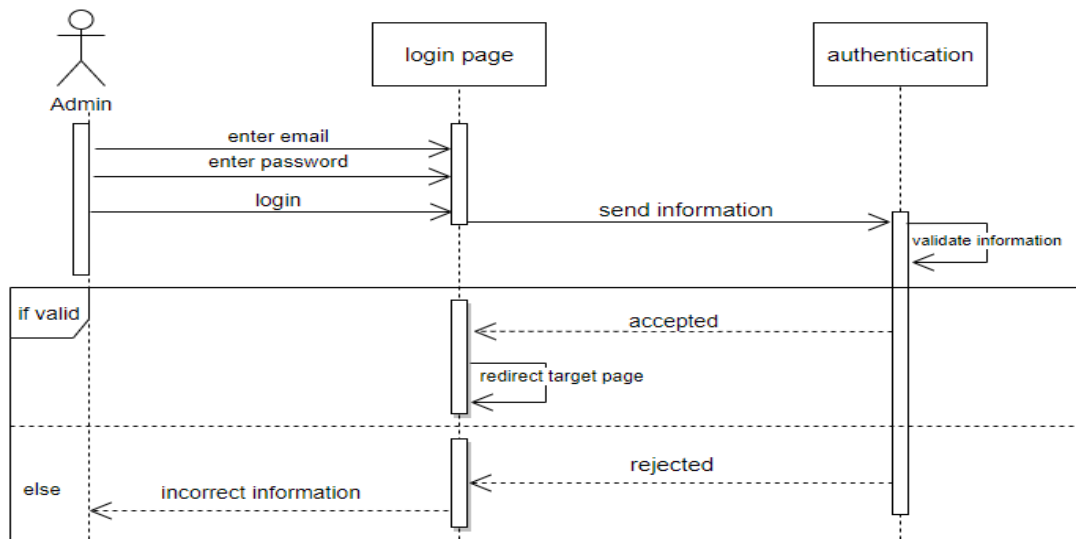 login page
authentication
Admin
enter email
enter password
login
send information
validate information
if valid
accepted
redirect target page
else
rejected
incorrect information